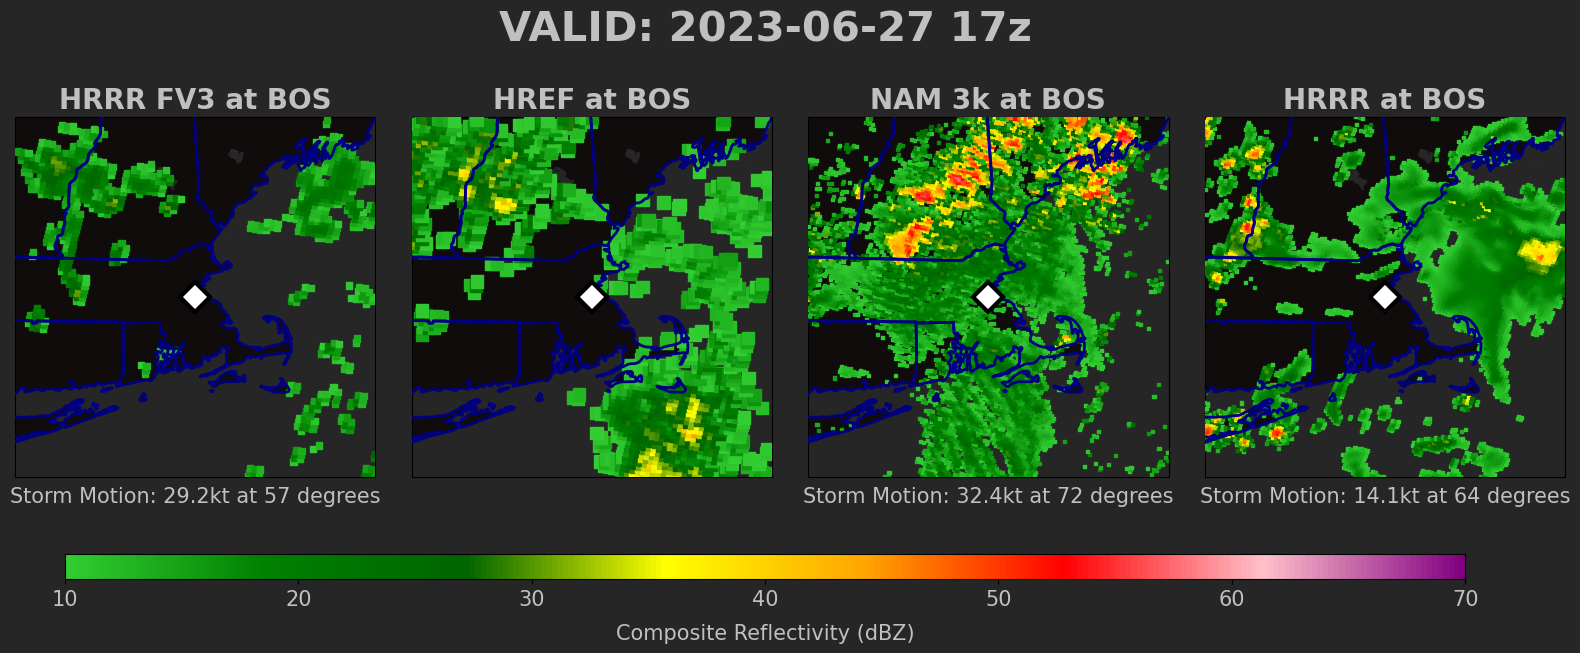 VALID: 2023-06-27 17z
HRRR FV3 at BOS
HREF at BOS
NAM 3k at BOS
HRRR at BOS
Storm Motion: 29.2kt at 57 degrees
Storm Motion: 32.4kt at 72 degrees
Storm Motion: 14.1kt at 64 degrees
10 20 30 40 50 60 70
Composite Reflectivity (dBZ)